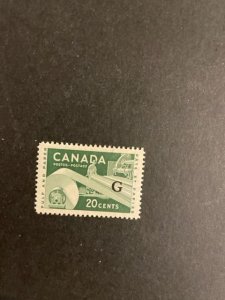 CANADA
POSTES - POSTAGE
G
20 CENTS